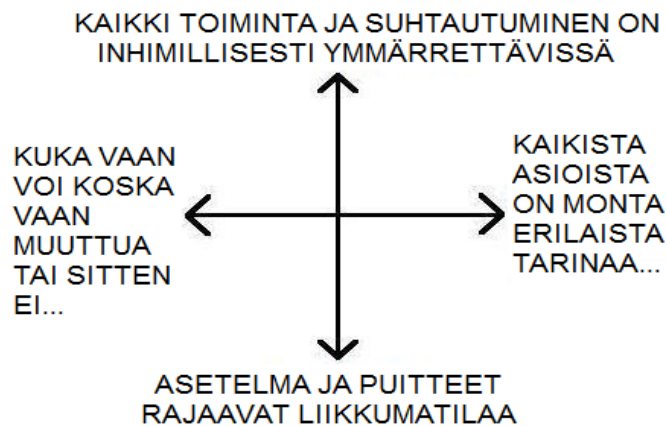 KAIKKI TOIMINTA JA SUHTAUTUMINEN ON
INHIMILLISESTI YMMÄRRETTÄVISSÄ
KUKA VAAN
VOI KOSKA
VAAN
MUUTTUA
TAI SITTEN
EI...
KAIKISTA
ASIOISTA
ON MONTA
ERILAISTA
TARINAA...
ASETELMA JA PUITTEET
RAJAAVAT LIIKKUMATILAA